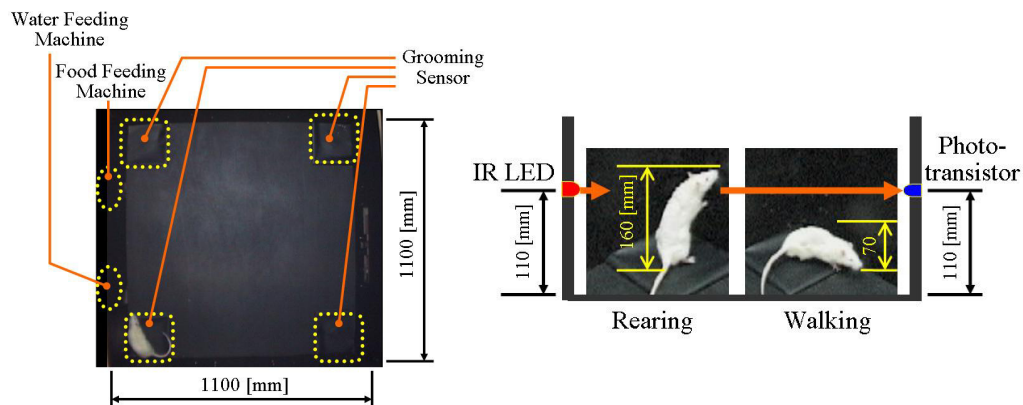 Water Feeding
Machine
Food Feeding
Machine
Grooming
Sensor
1100 [mm]
1100 [mm]
IR LED
Photo-
transistor
160 [mm]
70
110 [mm]
110 [mm]
Rearing
Walking